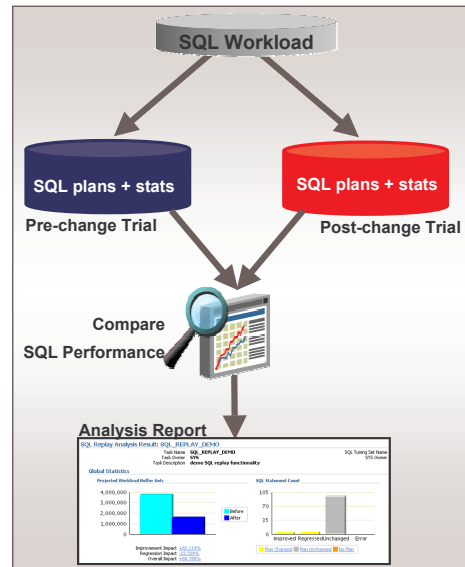 SQL Workload
SQL plans + stats
SQL plans + stats
Pre-change Trial
Post-change Trial
Compare
SQL Performance
Analysis Report
SQL Replay Analysis Result: SQL_REPLAY_DEMO
Task Name SQL_REPLAY_DEMO
SQL Tuning Set Name
Task Owner SYS
STS Owner
Task Description demo SQL replay functionality
Global Statistics
Projected Workload Buffer Gets
4,000,000
3,000,000
2,000,000
1,000,000
0
Before
After
Improvement Impact
Regression Impact
Overall Impact
SQL Statement Count
105
70
35
0
Improved Regressed Unchanged Error
Plan Changed Plan Unchanged No Plan